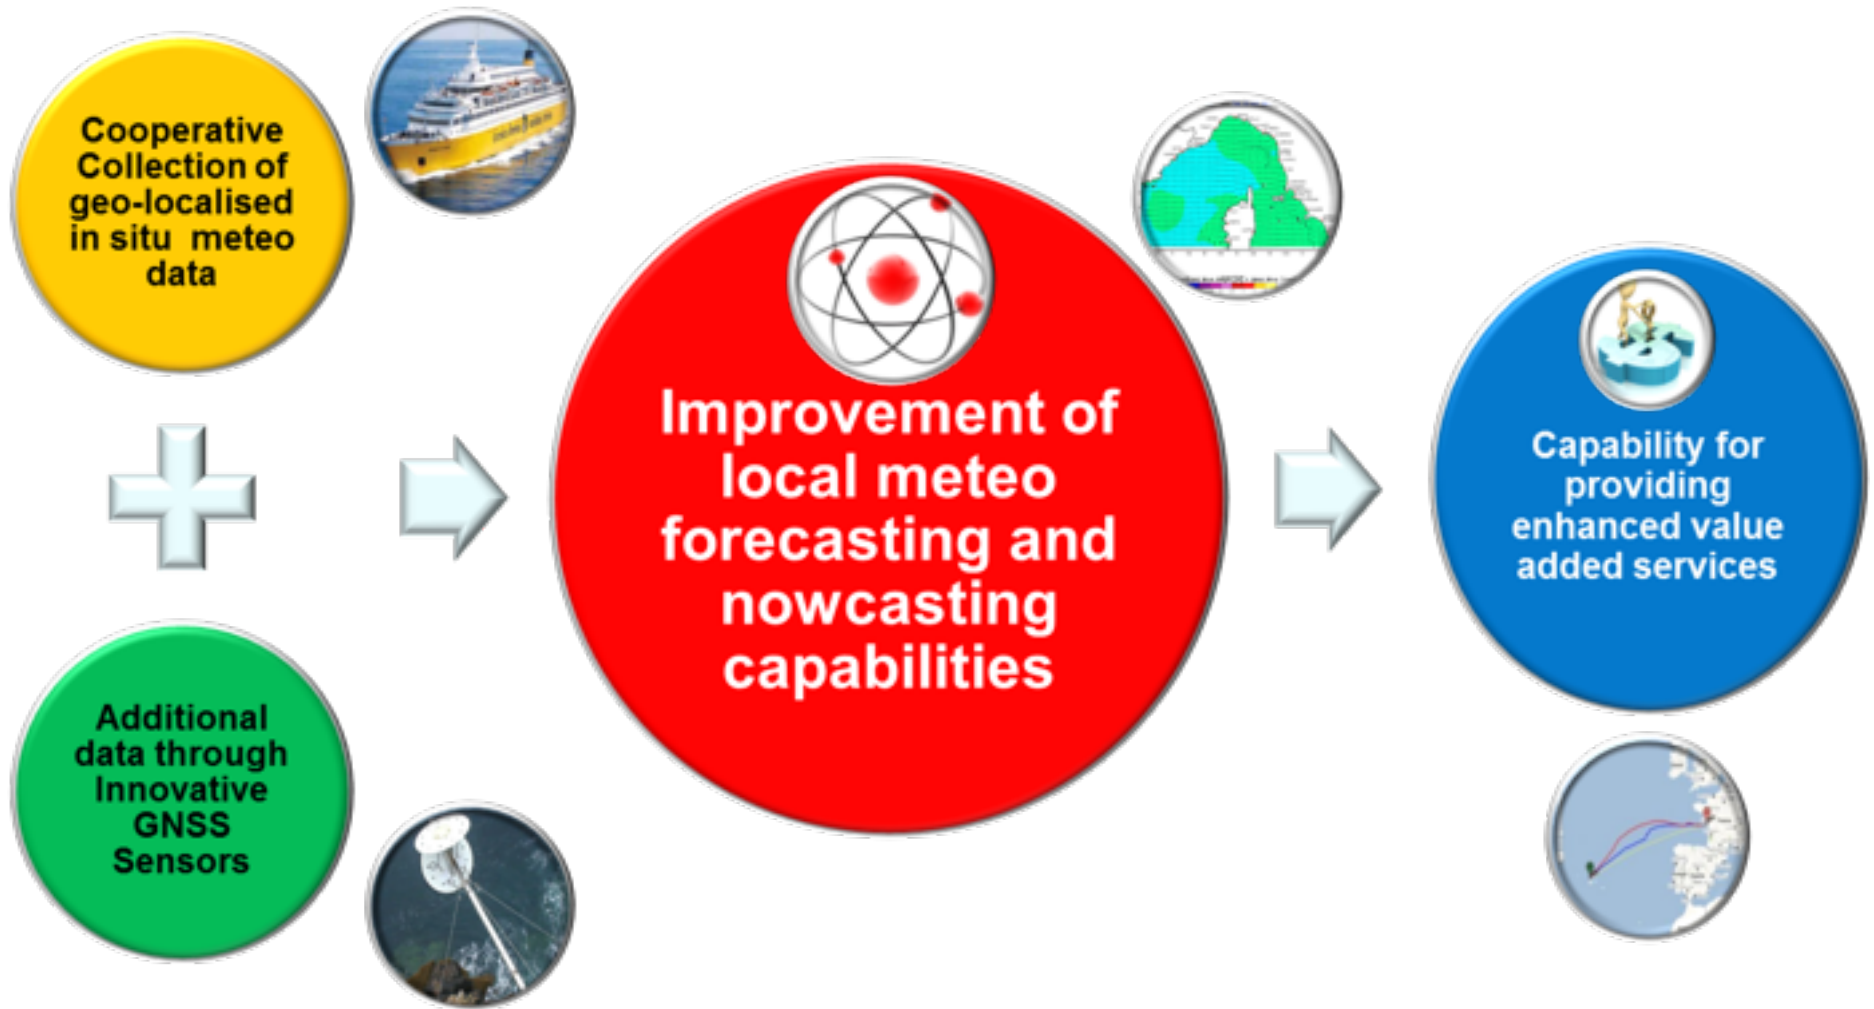 Cooperative
Collection of
geo-localised
in situ  meteo
data
Additional
data through
Innovative
GNSS
Sensors
Improvement of
local meteo
forecasting and
nowcasting
capabilities
Capability for
providing
enhanced value
added services